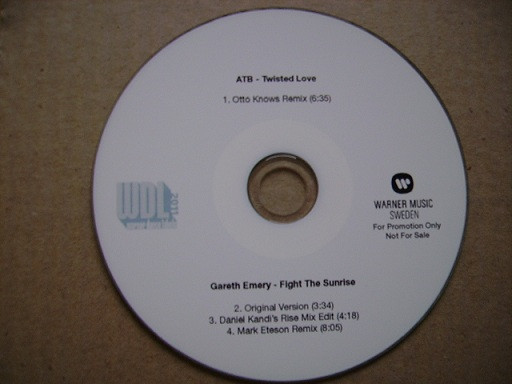 ATB - Twisted Love
1. Otto Knows Remix (6:35)
WPL
2011
WARNER MUSIC
SWEDEN
For Promotion Only
Not For Sale
Gareth Emery - Fight The Sunrise
2. Original Version (3:34)
3. Daniel Kandi's Rise Mix Edit (4:18)
4. Mark Eteson Remix (8:05)